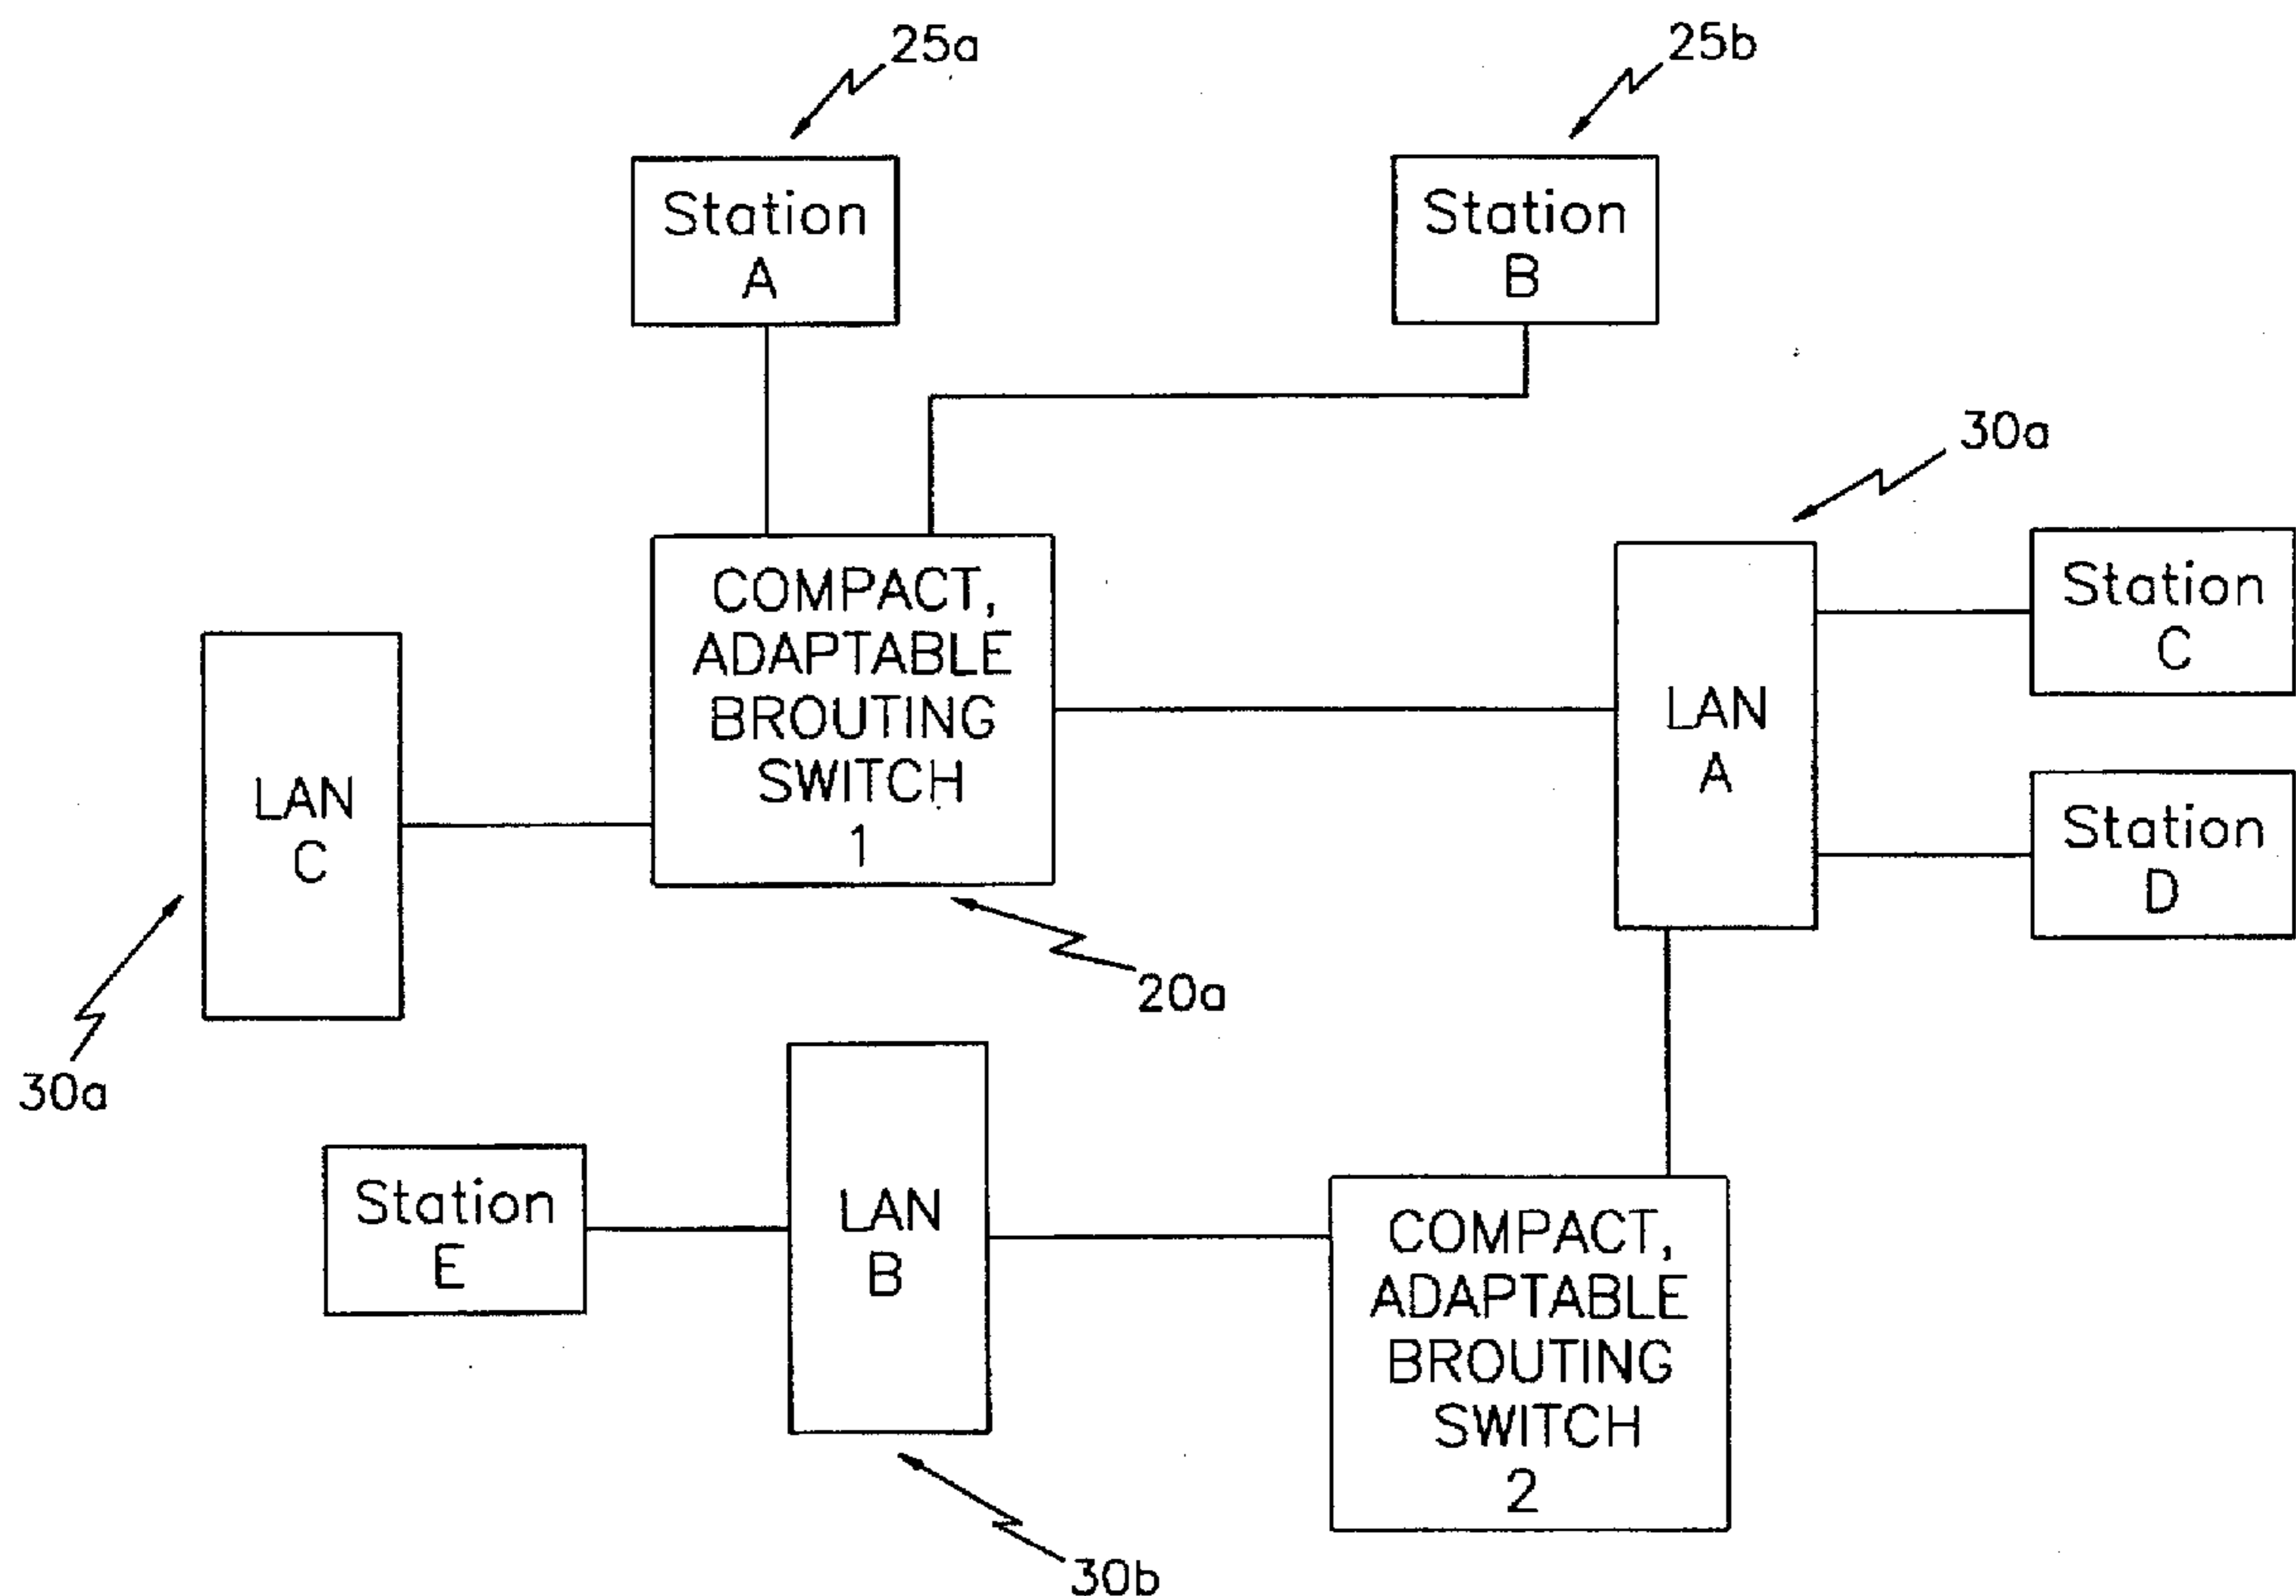 25a
25b
Station
A
Station
B
30a
COMPACT,
ADAPTABLE
BROUTING
SWITCH
1
LAN
A
Station
C
LAN
C
Station
D
20a
30a
Station
E
LAN
B
COMPACT,
ADAPTABLE
BROUTING
SWITCH
2
30b